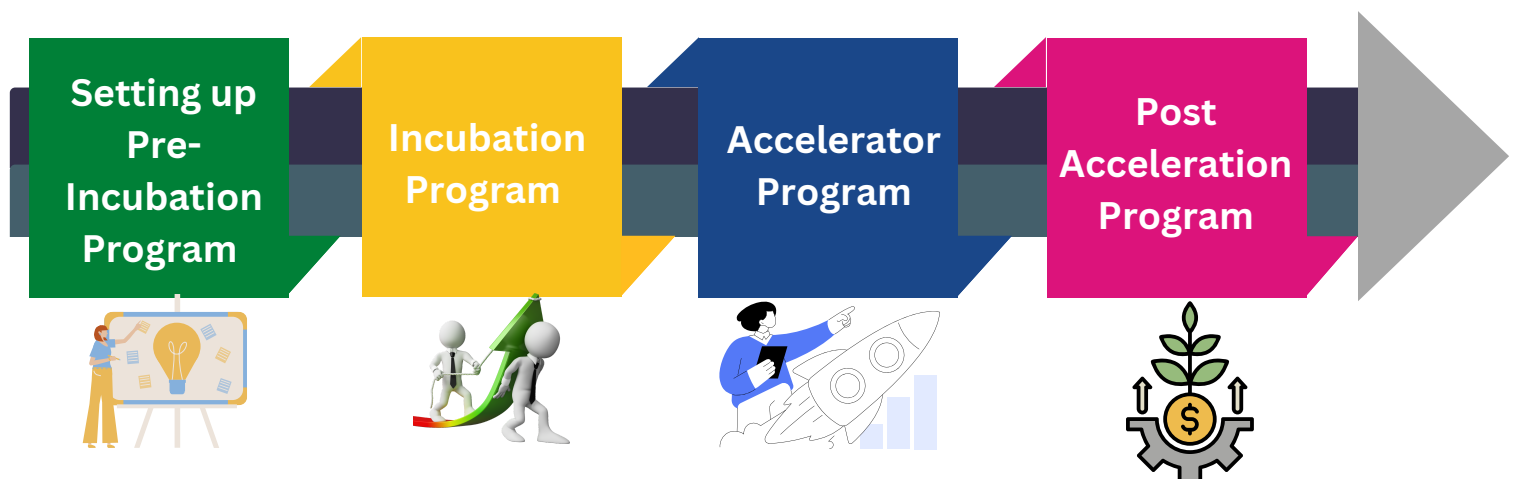 Setting up
Pre-
Incubation
Program
Incubation
Program
Accelerator
Program
Post
Acceleration
Program
$